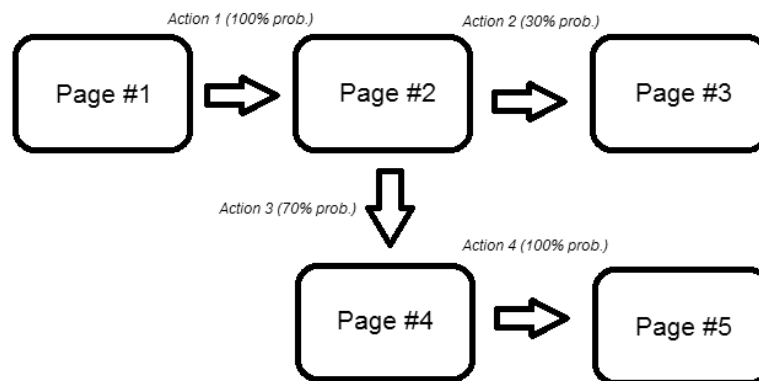 Action 1 (100% prob.)
Action 2 (30% prob.)
Page #1
Page #2
Page #3
Action 3 (70% prob.)
Action 4 (100% prob.)
Page #4
Page #5